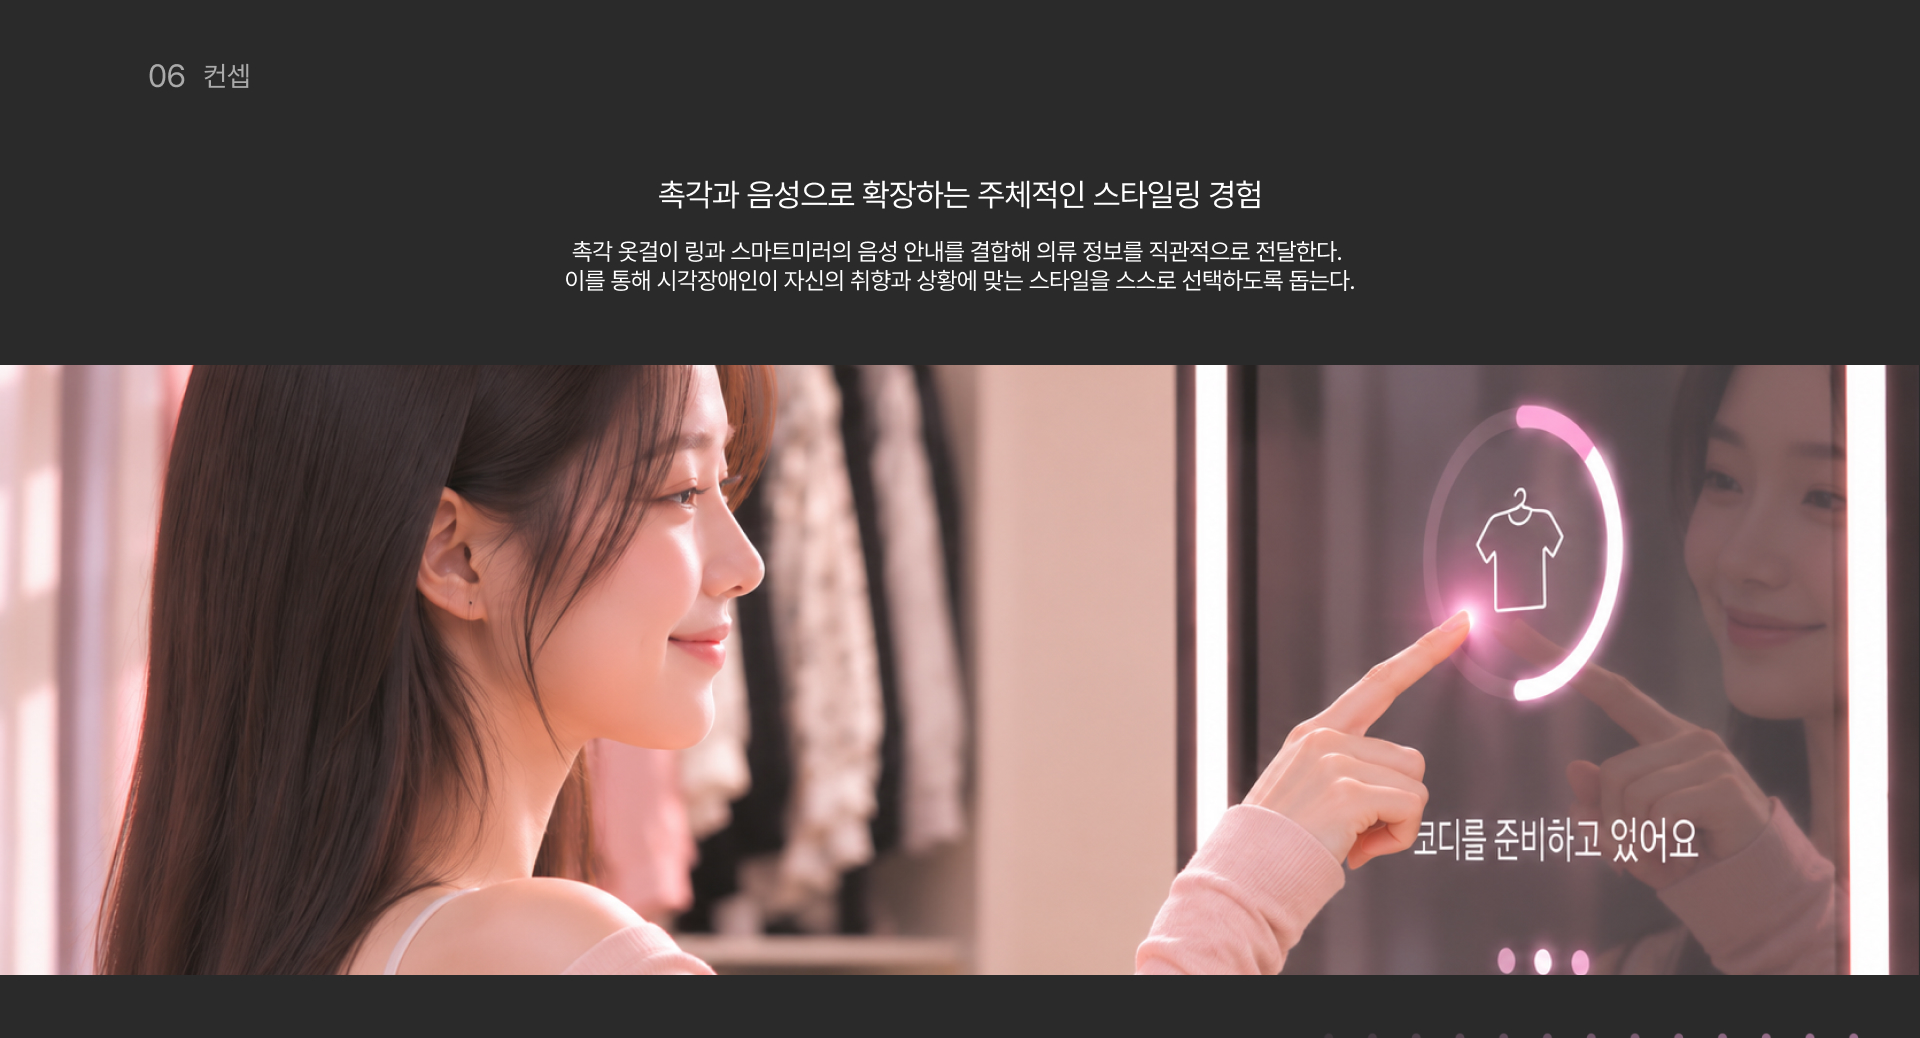 06 컨셉
촉각과 음성으로 확장하는 주체적인 스타일링 경험
촉각 옷걸이 링과 스마트미러의 음성 안내를 결합해 의류 정보를 직관적으로 전달한다.
이를 통해 시각장애인이 자신의 취향과 상황에 맞는 스타일을 스스로 선택하도록 돕는다.
코디를 준비하고 있어요